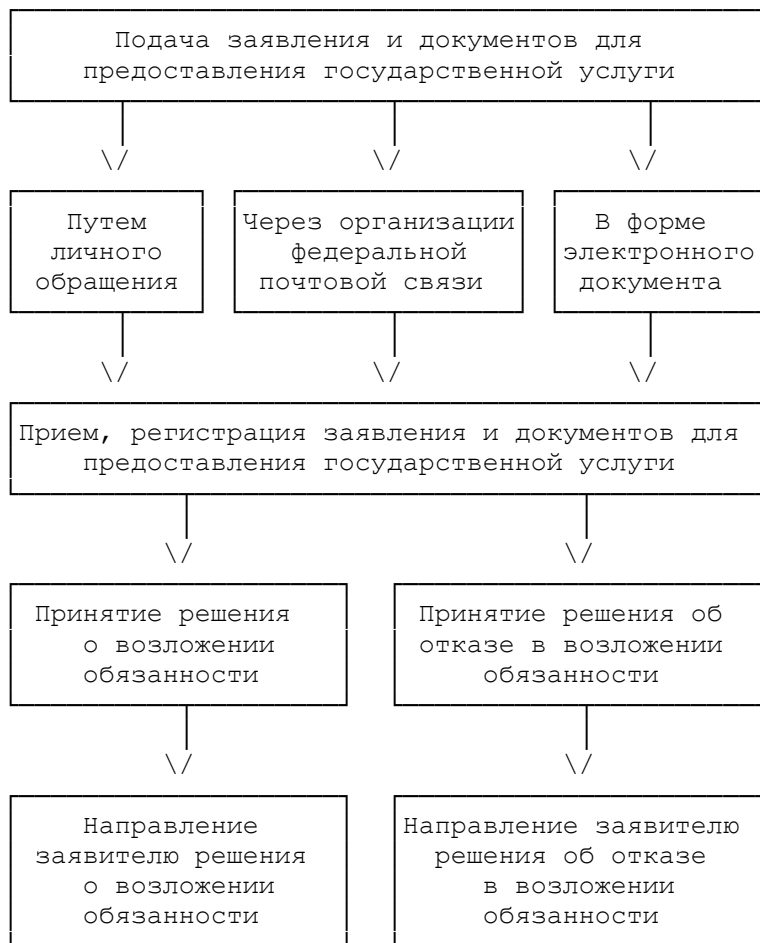 Подача заявления и документов для
предоставления государственной услуги
\/
\/
\/
Путем
личного
обращения
Через организации
федеральной
почтовой связи
В форме
электронного
документа
\/
\/
\/
Прием, регистрация заявления и документов для
предоставления государственной услуги
\/
\/
Принятие решения
о возложении
обязанности
Принятие решения об
отказе в возложении
обязанности
\/
\/
Направление
заявителю решения
о возложении
обязанности
Направление заявителю
решения об отказе
в возложении
обязанности